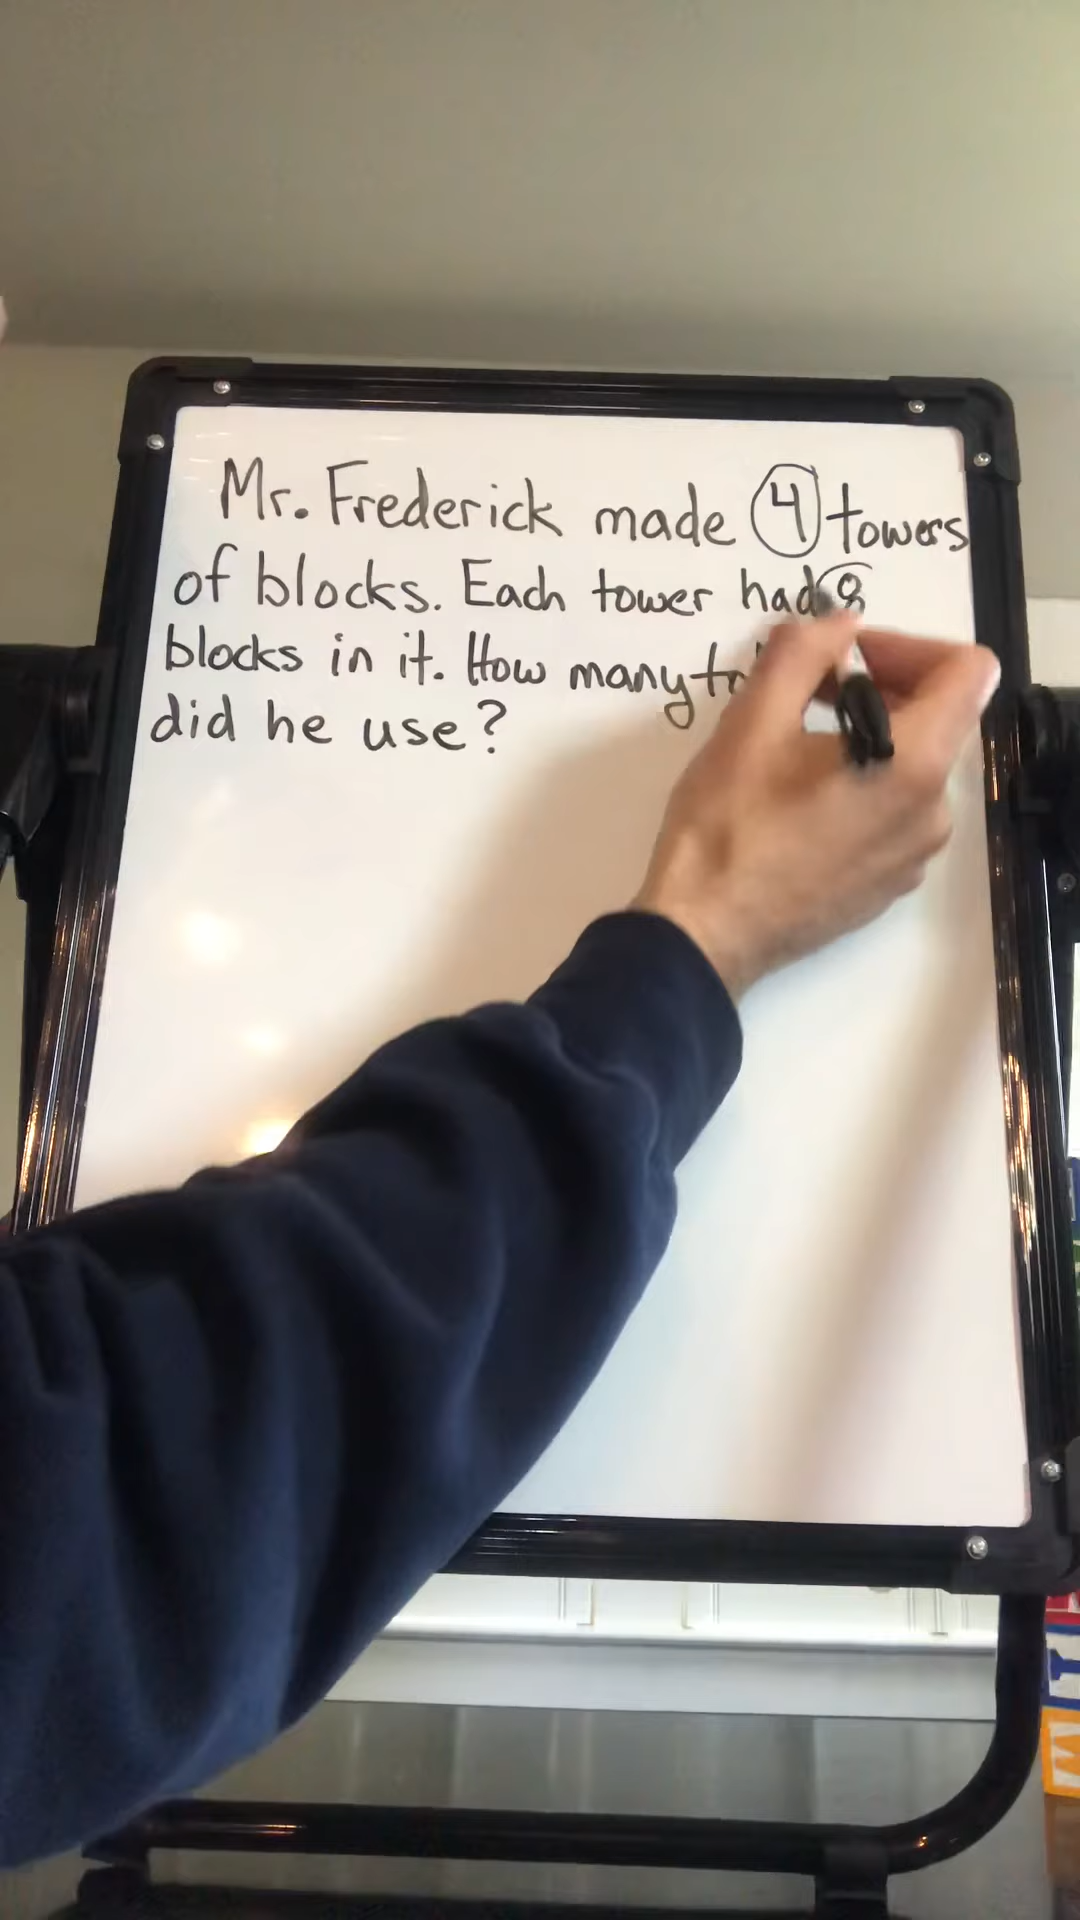 Mr. Frederick made 4 towers
of blocks. Each tower had 8
blocks in it. How many
did he use?